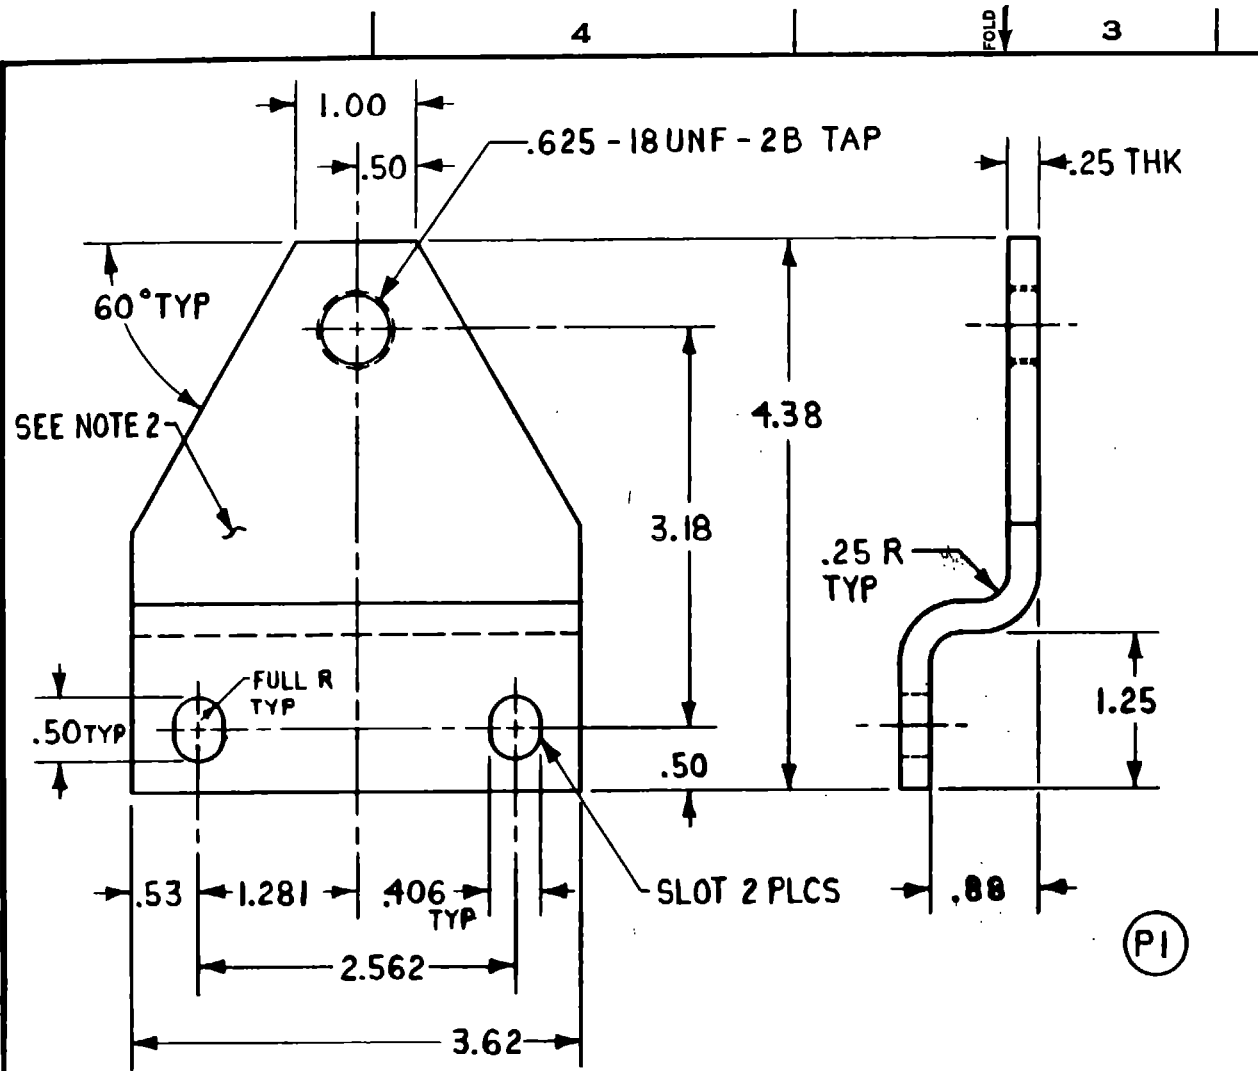 4
FOLD
3
1.00
.50
.625-18 UNF-2B TAP
.25 THK
60° TYP
SEE NOTE 2
4.38
3.18
.25 R
TYP
FULL R
TYP
.50 TYP
.50
1.25
.53
1.281
.406
TYP
SLOT 2 PLCS
.88
2.562
P1
3.62